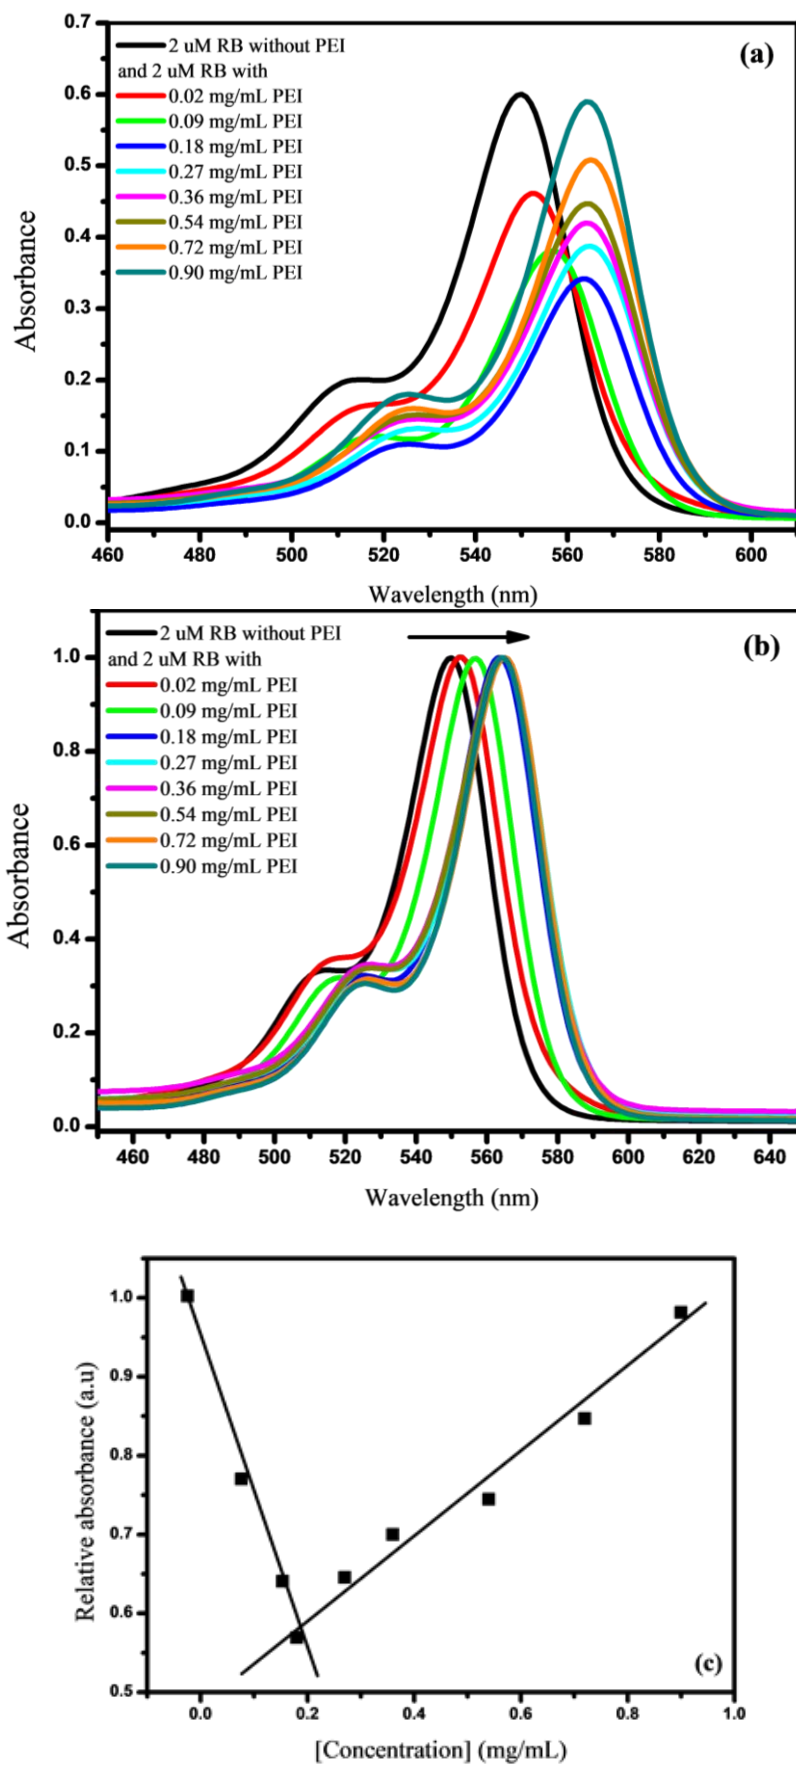 0.7
2 uM RB without PEI
(a)
and 2 uM RB with
0.6
0.02 mg/mL PEI
0.09 mg/mL PEI
0.5
0.18 mg/mL PEI
0.27 mg/mL PEI
0.36 mg/mL PEI
0.4
0.54 mg/mL PEI
0.72 mg/mL PEI
0.90 mg/mL PEI
0.3
0.2
0.1
0.0
Absorbance
460 480 500 520 540 560 580 600
Wavelength (nm)
2 uM RB without PEI
(b)
and 2 uM RB with
1.0
0.02 mg/mL PEI
0.09 mg/mL PEI
0.18 mg/mL PEI
0.8
0.27 mg/mL PEI
0.36 mg/mL PEI
0.54 mg/mL PEI
0.6
0.72 mg/mL PEI
0.90 mg/mL PEI
0.4
0.2
0.0
Absorbance
460 480 500 520 540 560 580 600 620 640
Wavelength (nm)
1.0
0.9
0.8
0.7
0.6
0.5
Relative absorbance (a.u)
(c)
0.0 0.2 0.4 0.6 0.8 1.0
[Concentration] (mg/mL)